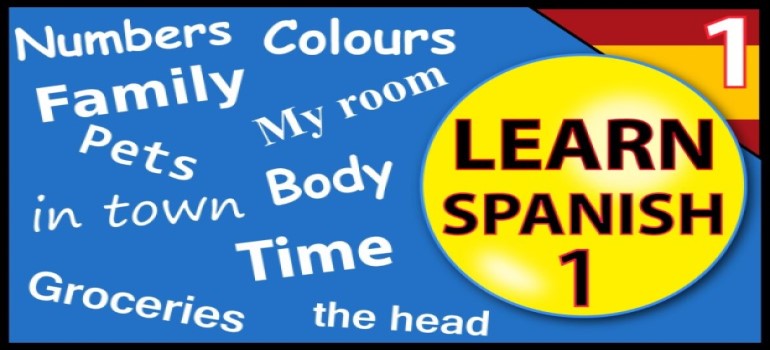 Numbers
Colours
Family
My room
Pets
Body
in town
Time
Groceries
the head
1
LEARN
SPANISH
1